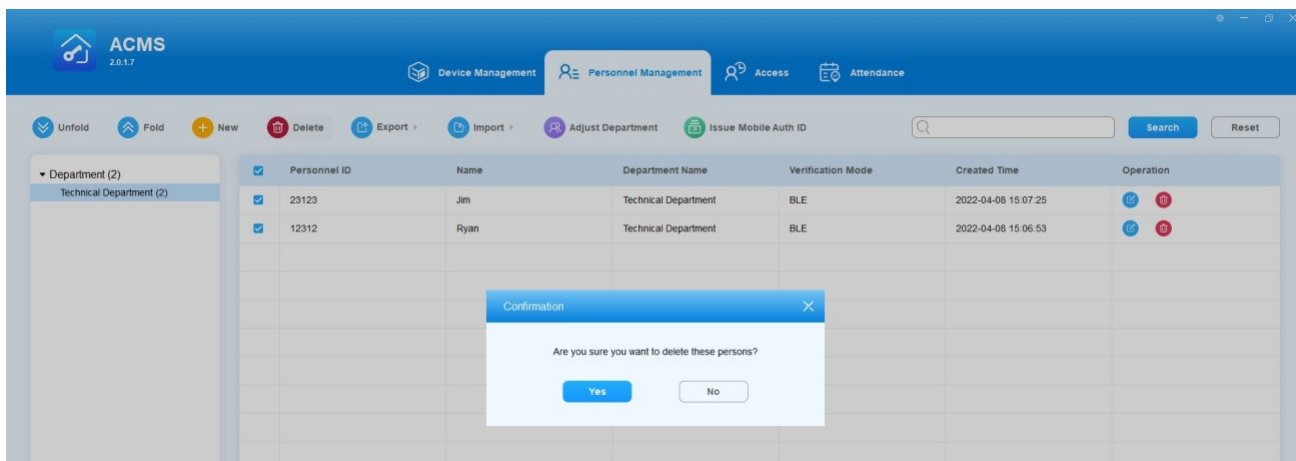 ACMS
2.0.1.7
Device Management Personnel Management Access Attendance
Unfold Fold New Delete Export Import Adjust Department Issue Mobile Auth ID Search Reset
Department (2)
Technical Department (2)
Personnel ID Name Department Name Verification Mode Created Time Operation
23123 Jim Technical Department BLE 2022-04-08 15:07:25
12312 Ryan Technical Department BLE 2022-04-08 15:06:53
Confirmation
Are you sure you want to delete these persons?
Yes No